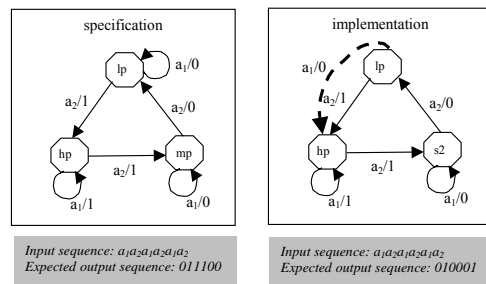 specification
lp
a₁/0
a₂/1
a₂/0
hp
mp
a₂/1
a₁/1
a₁/0
Input sequence: a₁a₂a₁a₂a₁a₂
Expected output sequence: 011100
implementation
a₁/0
lp
a₂/1
a₂/0
hp
s2
a₂/1
a₁/1
a₁/0
Input sequence: a₁a₂a₁a₂a₁a₂
Expected output sequence: 010001